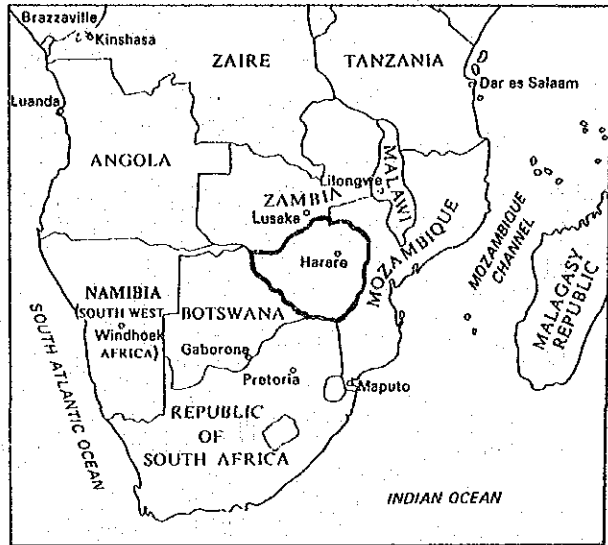 Brazzaville
Kinshasa
ZAIRE
TANZANIA
Dar es Salaam
Luanda
ANGOLA
MALAWI
Lilongwe
ZAMBIA
Lusaka
MOZAMBIQUE
MOZAMBIQUE
CHANNEL
Harare
MALAGASY
REPUBLIC
NAMIBIA
(SOUTH WEST
Windhoek
AFRICA)
BOTSWANA
Gaborone
Pretoria
Maputo
SOUTH ATLANTIC OCEAN
REPUBLIC
OF
SOUTH AFRICA
INDIAN OCEAN